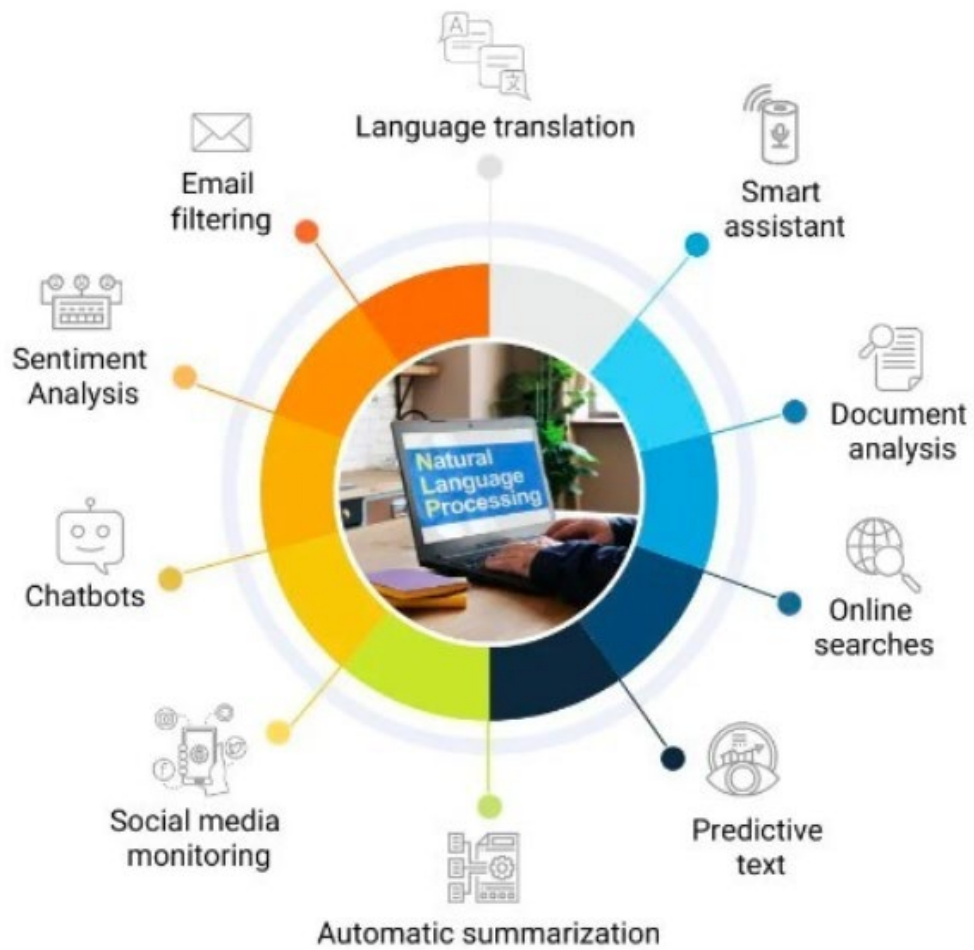 Language translation
Smart
assistant
Document
analysis
Online
searches
Predictive
text
Automatic summarization
Social media
monitoring
Chatbots
Sentiment
Analysis
Email
filtering
Natural
Language
Processing
A
文